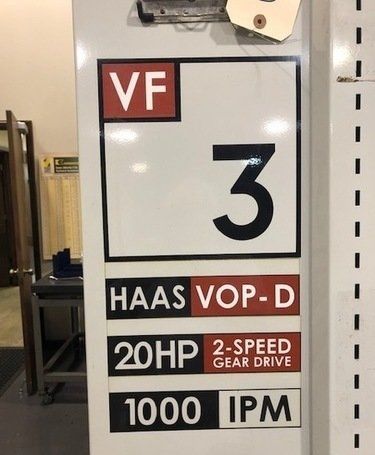 VF
3
HAAS VOP-D
20HP 2-SPEED
GEAR DRIVE
1000 IPM